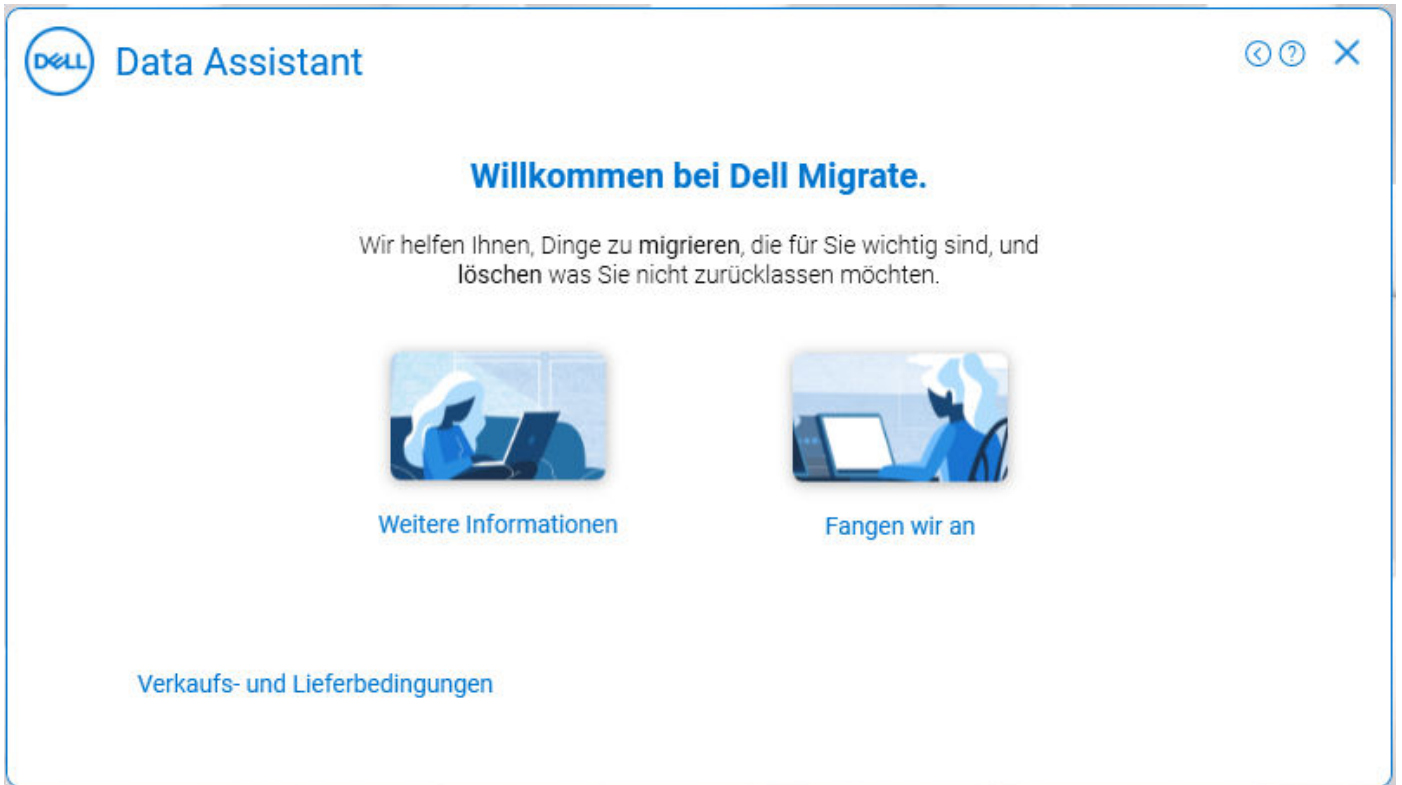 DELL
Data Assistant
Willkommen bei Dell Migrate.
Wir helfen Ihnen, Dinge zu migrieren, die für Sie wichtig sind, und
löschen was Sie nicht zurücklassen möchten.
Weitere Informationen
Fangen wir an
Verkaufs- und Lieferbedingungen